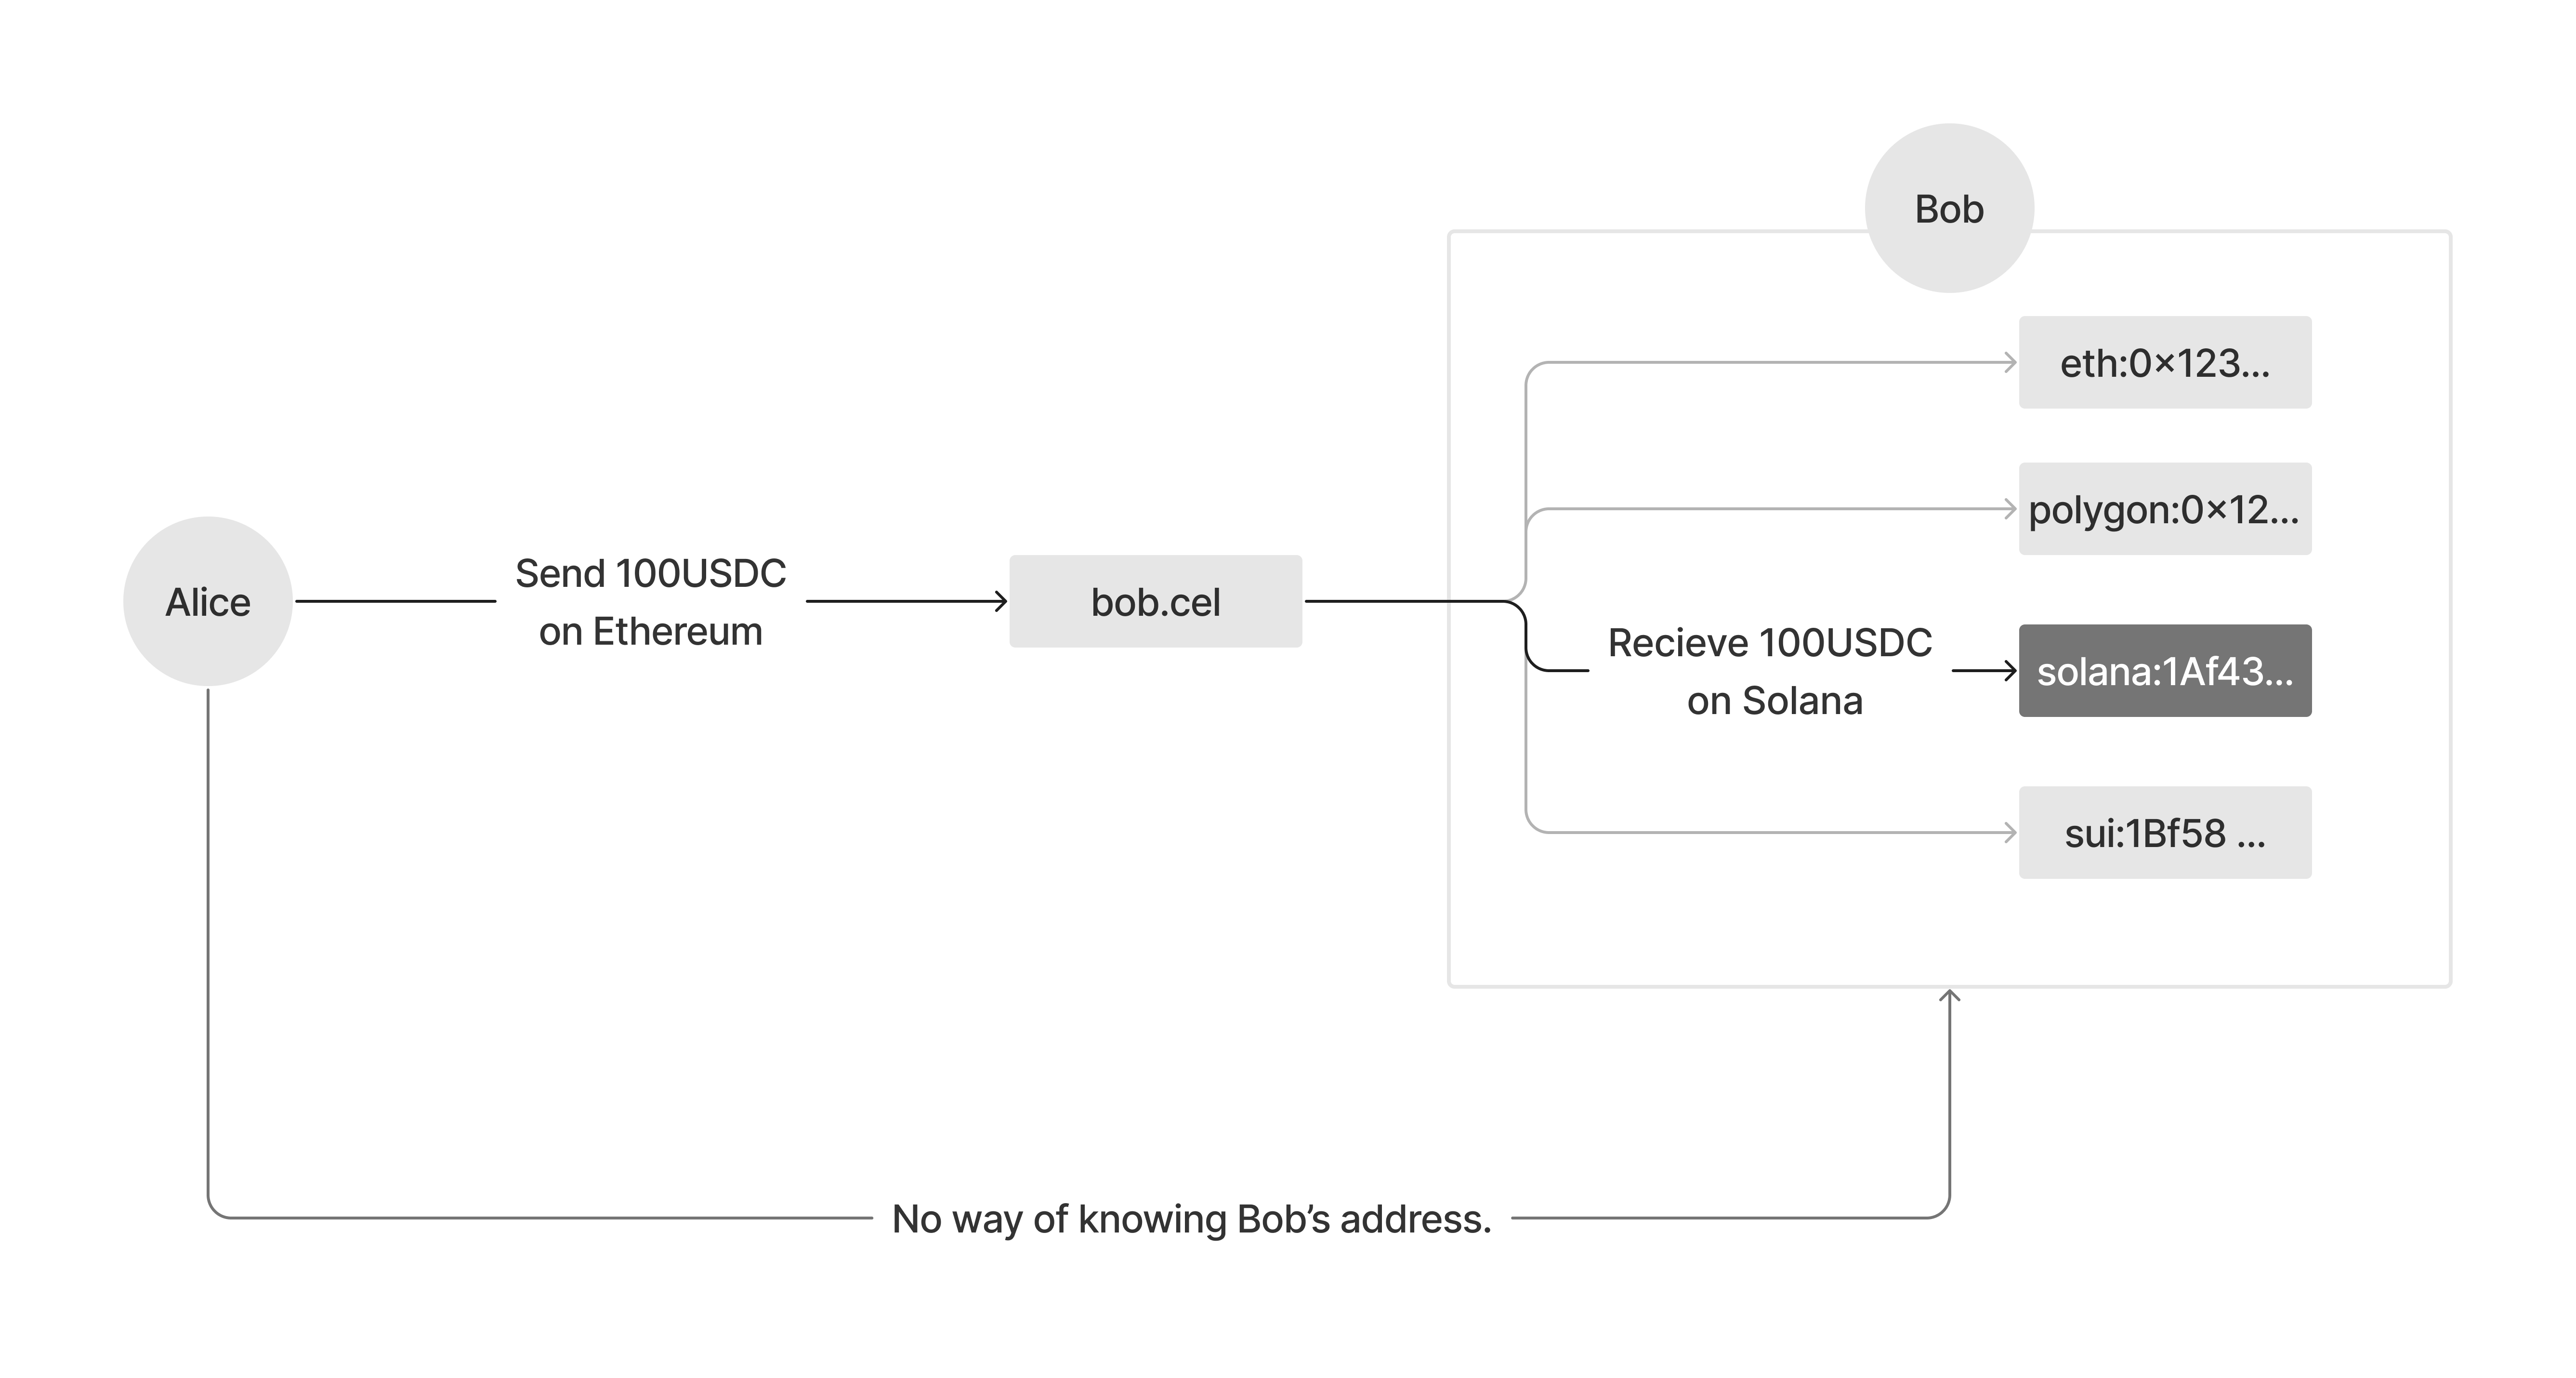 Bob
eth:0×123...
polygon:0×12...
Alice
Send 100USDC
on Ethereum
bob.cel
Recieve 100USDC
on Solana
solana:1Af43...
sui:1Bf58 ...
No way of knowing Bob’s address.